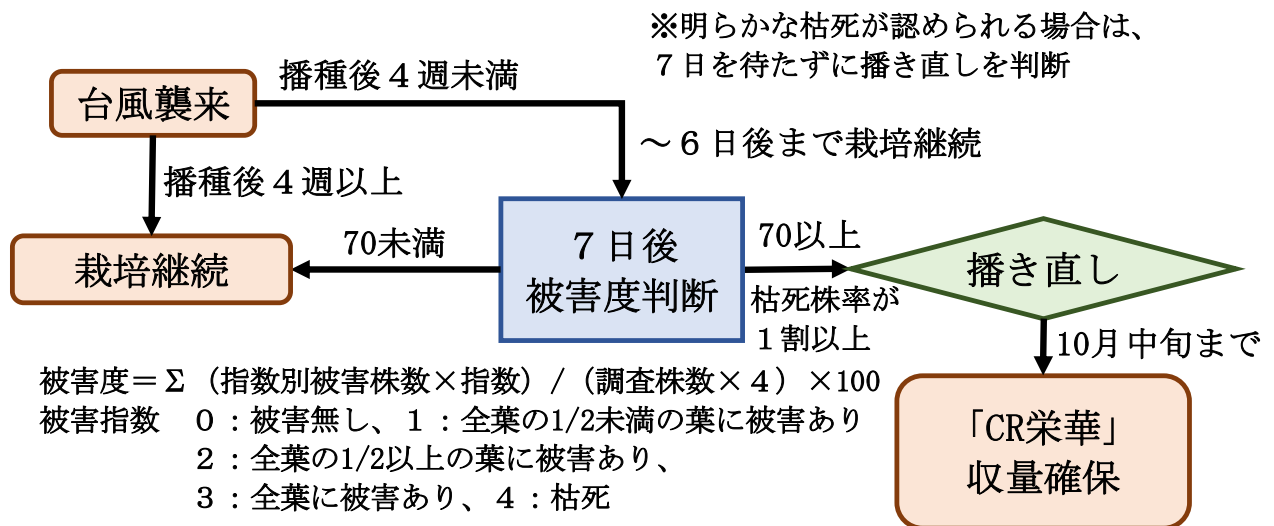 ※明らかな枯死が認められる場合は、
７日を待たずに播き直しを判断
台風襲来
播種後４週未満
～６日後まで栽培継続
播種後４週以上
栽培継続
70未満
７日後
被害度判断
70以上
枯死株率が
１割以上
播き直し
10月中旬まで
「CR栄華」
収量確保
被害度＝Σ（指数別被害株数×指数）/（調査株数×４）×100
被害指数　０：被害無し、１：全葉の1/2未満の葉に被害あり
２：全葉の1/2以上の葉に被害あり、
３：全葉に被害あり、４：枯死